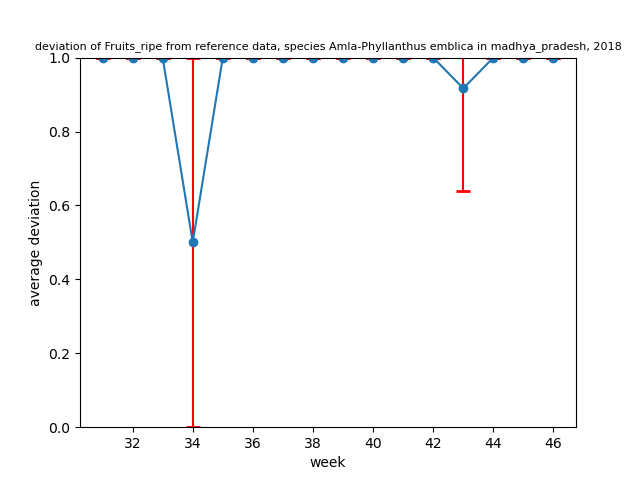 deviation of Fruits_ripe from reference data, species Amla-Phyllanthus emblica in madhya_pradesh, 2018
1.0
0.8
0.6
0.4
0.2
0.0
average deviation
32 34 36 38 40 42 44 46
week